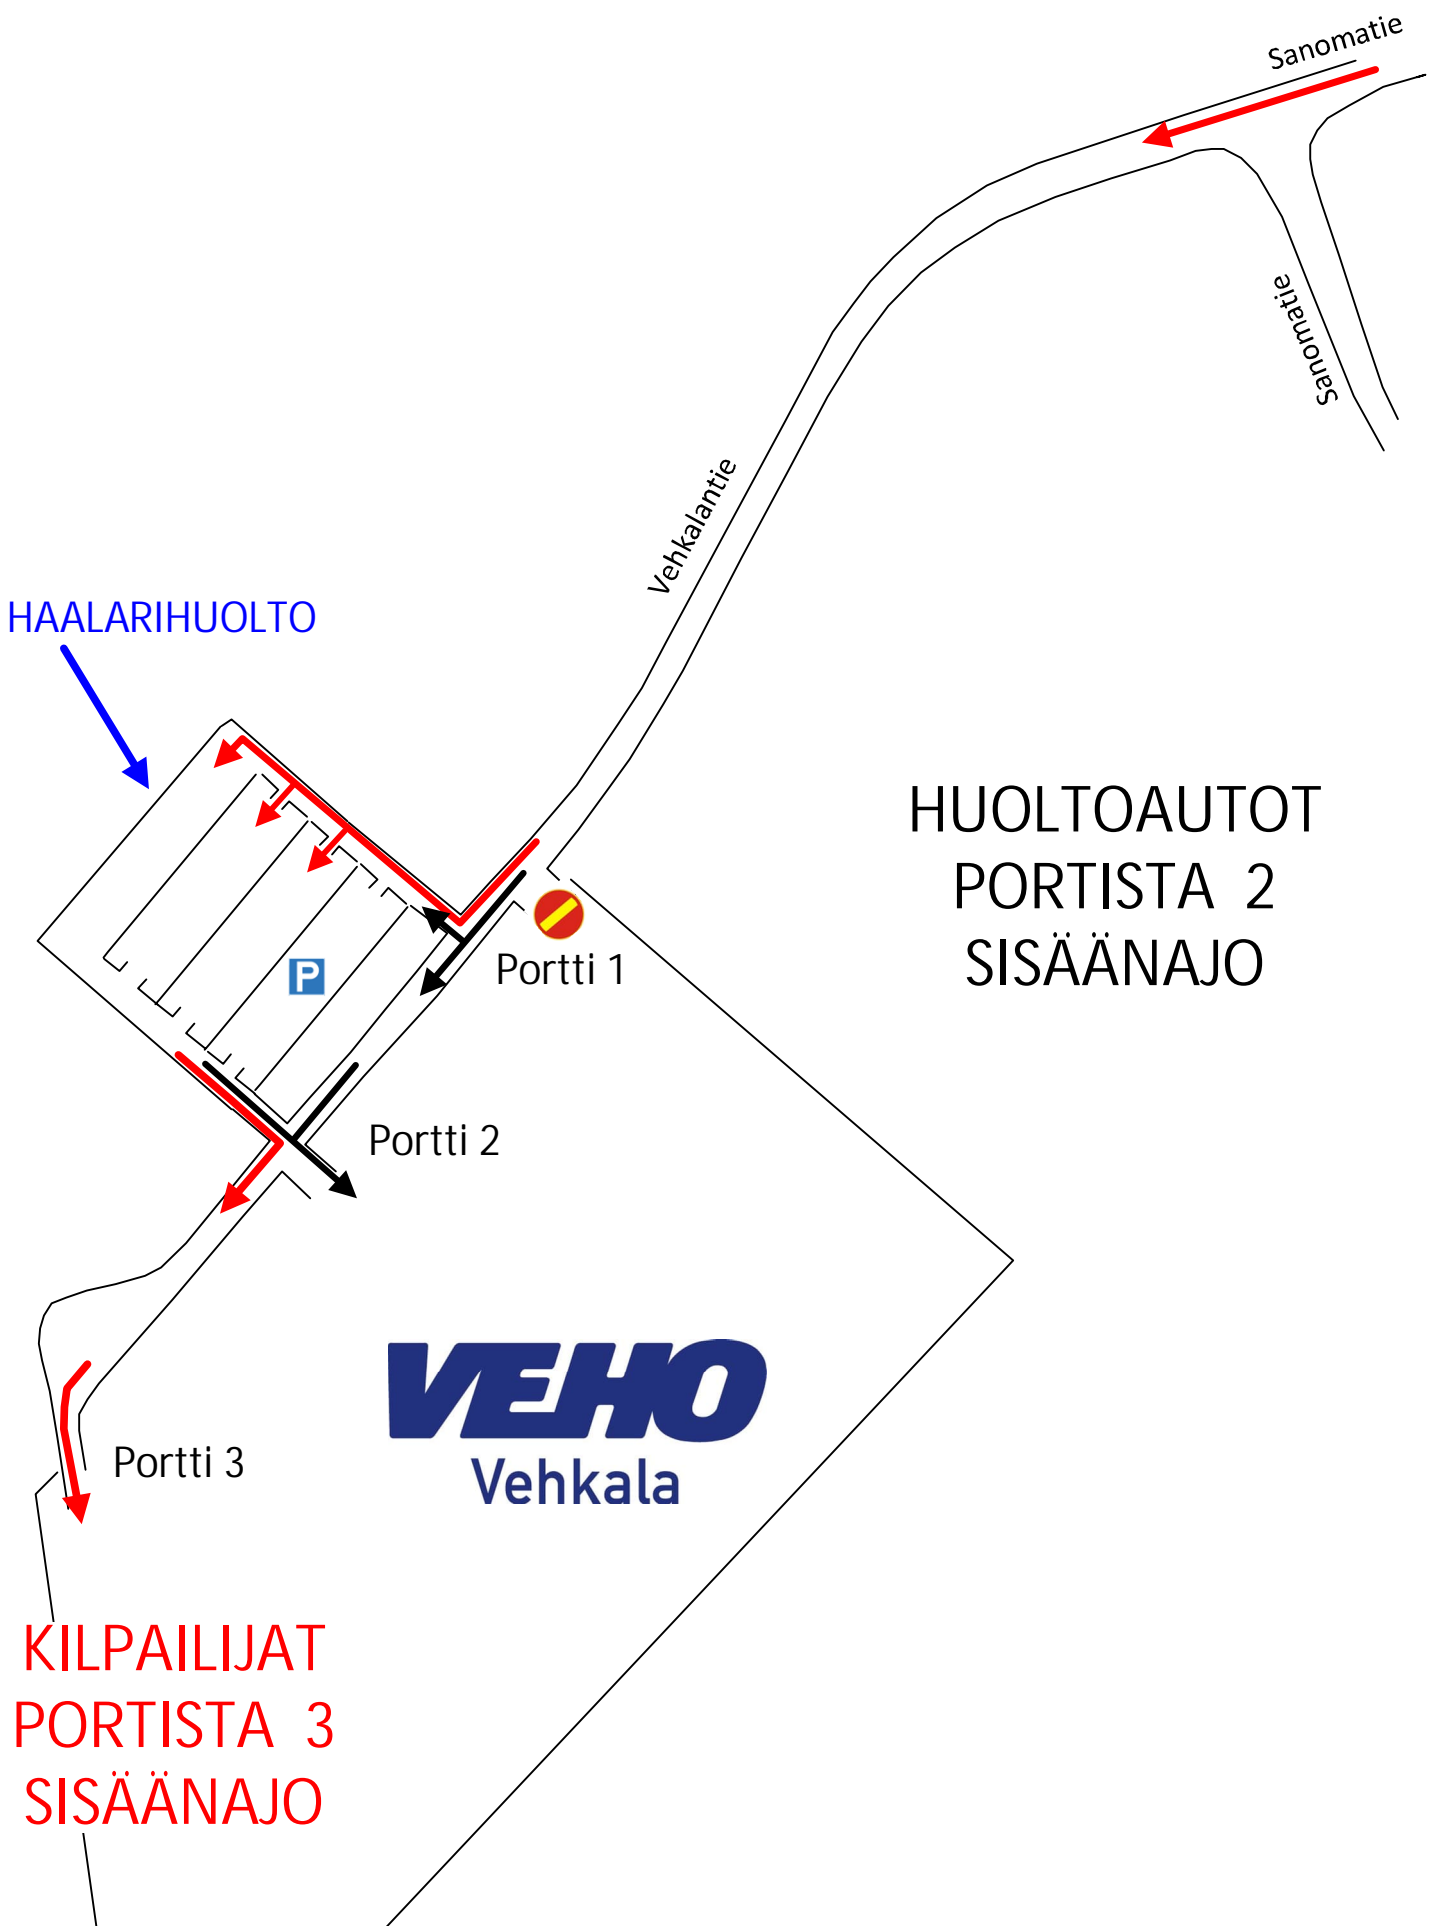 Sanomatie
Sanomatie
Vehkalantie
HAALARIHUOLTO
HUOLTOAUTOT
PORTISTA 2
SISÄÄNAJO
P
Portti 1
Portti 2
VEHO
Vehkala
Portti 3
KILPAILIJAT
PORTISTA 3
SISÄÄNAJO